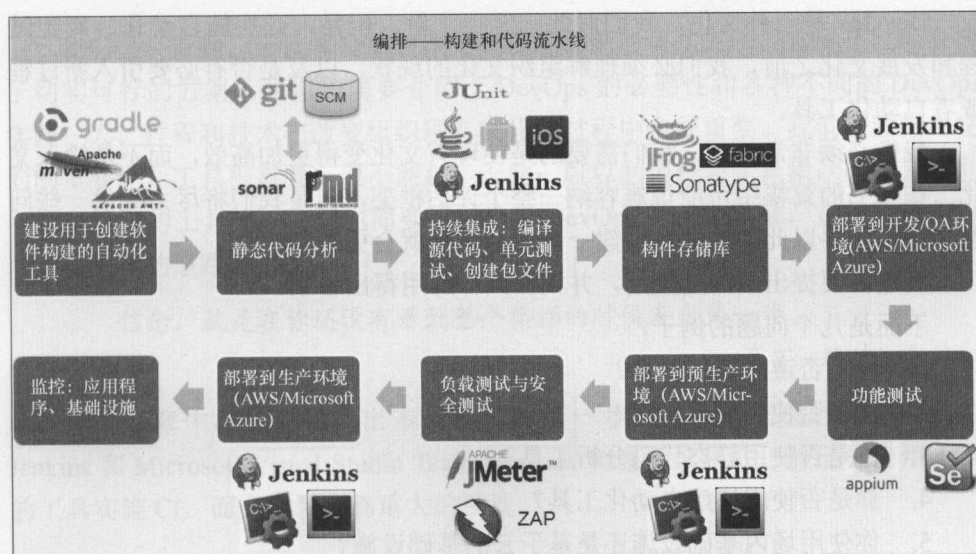 编排——构建和代码流水线
git
SCM
gradle
Apache
maven
APACHE ANT
sonar
PMD
JUnit
Java
iOS
Jenkins
JFrog
fabric
Sonatype
Jenkins
C:\>_
>_
建设用于创建软
件构建的自动化
工具
静态代码分析
持续集成：编译
源代码、单元测
试、创建包文件
构件存储库
部署到开发/QA环
境(AWS/Microsoft
Azure）
监控：应用程
序、基础设施
部署到生产环境
（AWS/Microsoft
Azure）
负载测试与安
全测试
部署到预生产环
境（AWS/Micr-
osoft Azure）
功能测试
Jenkins
C:\>_
>_
APACHE
JMeter™
ZAP
Jenkins
C:\>_
>_
appium
Se